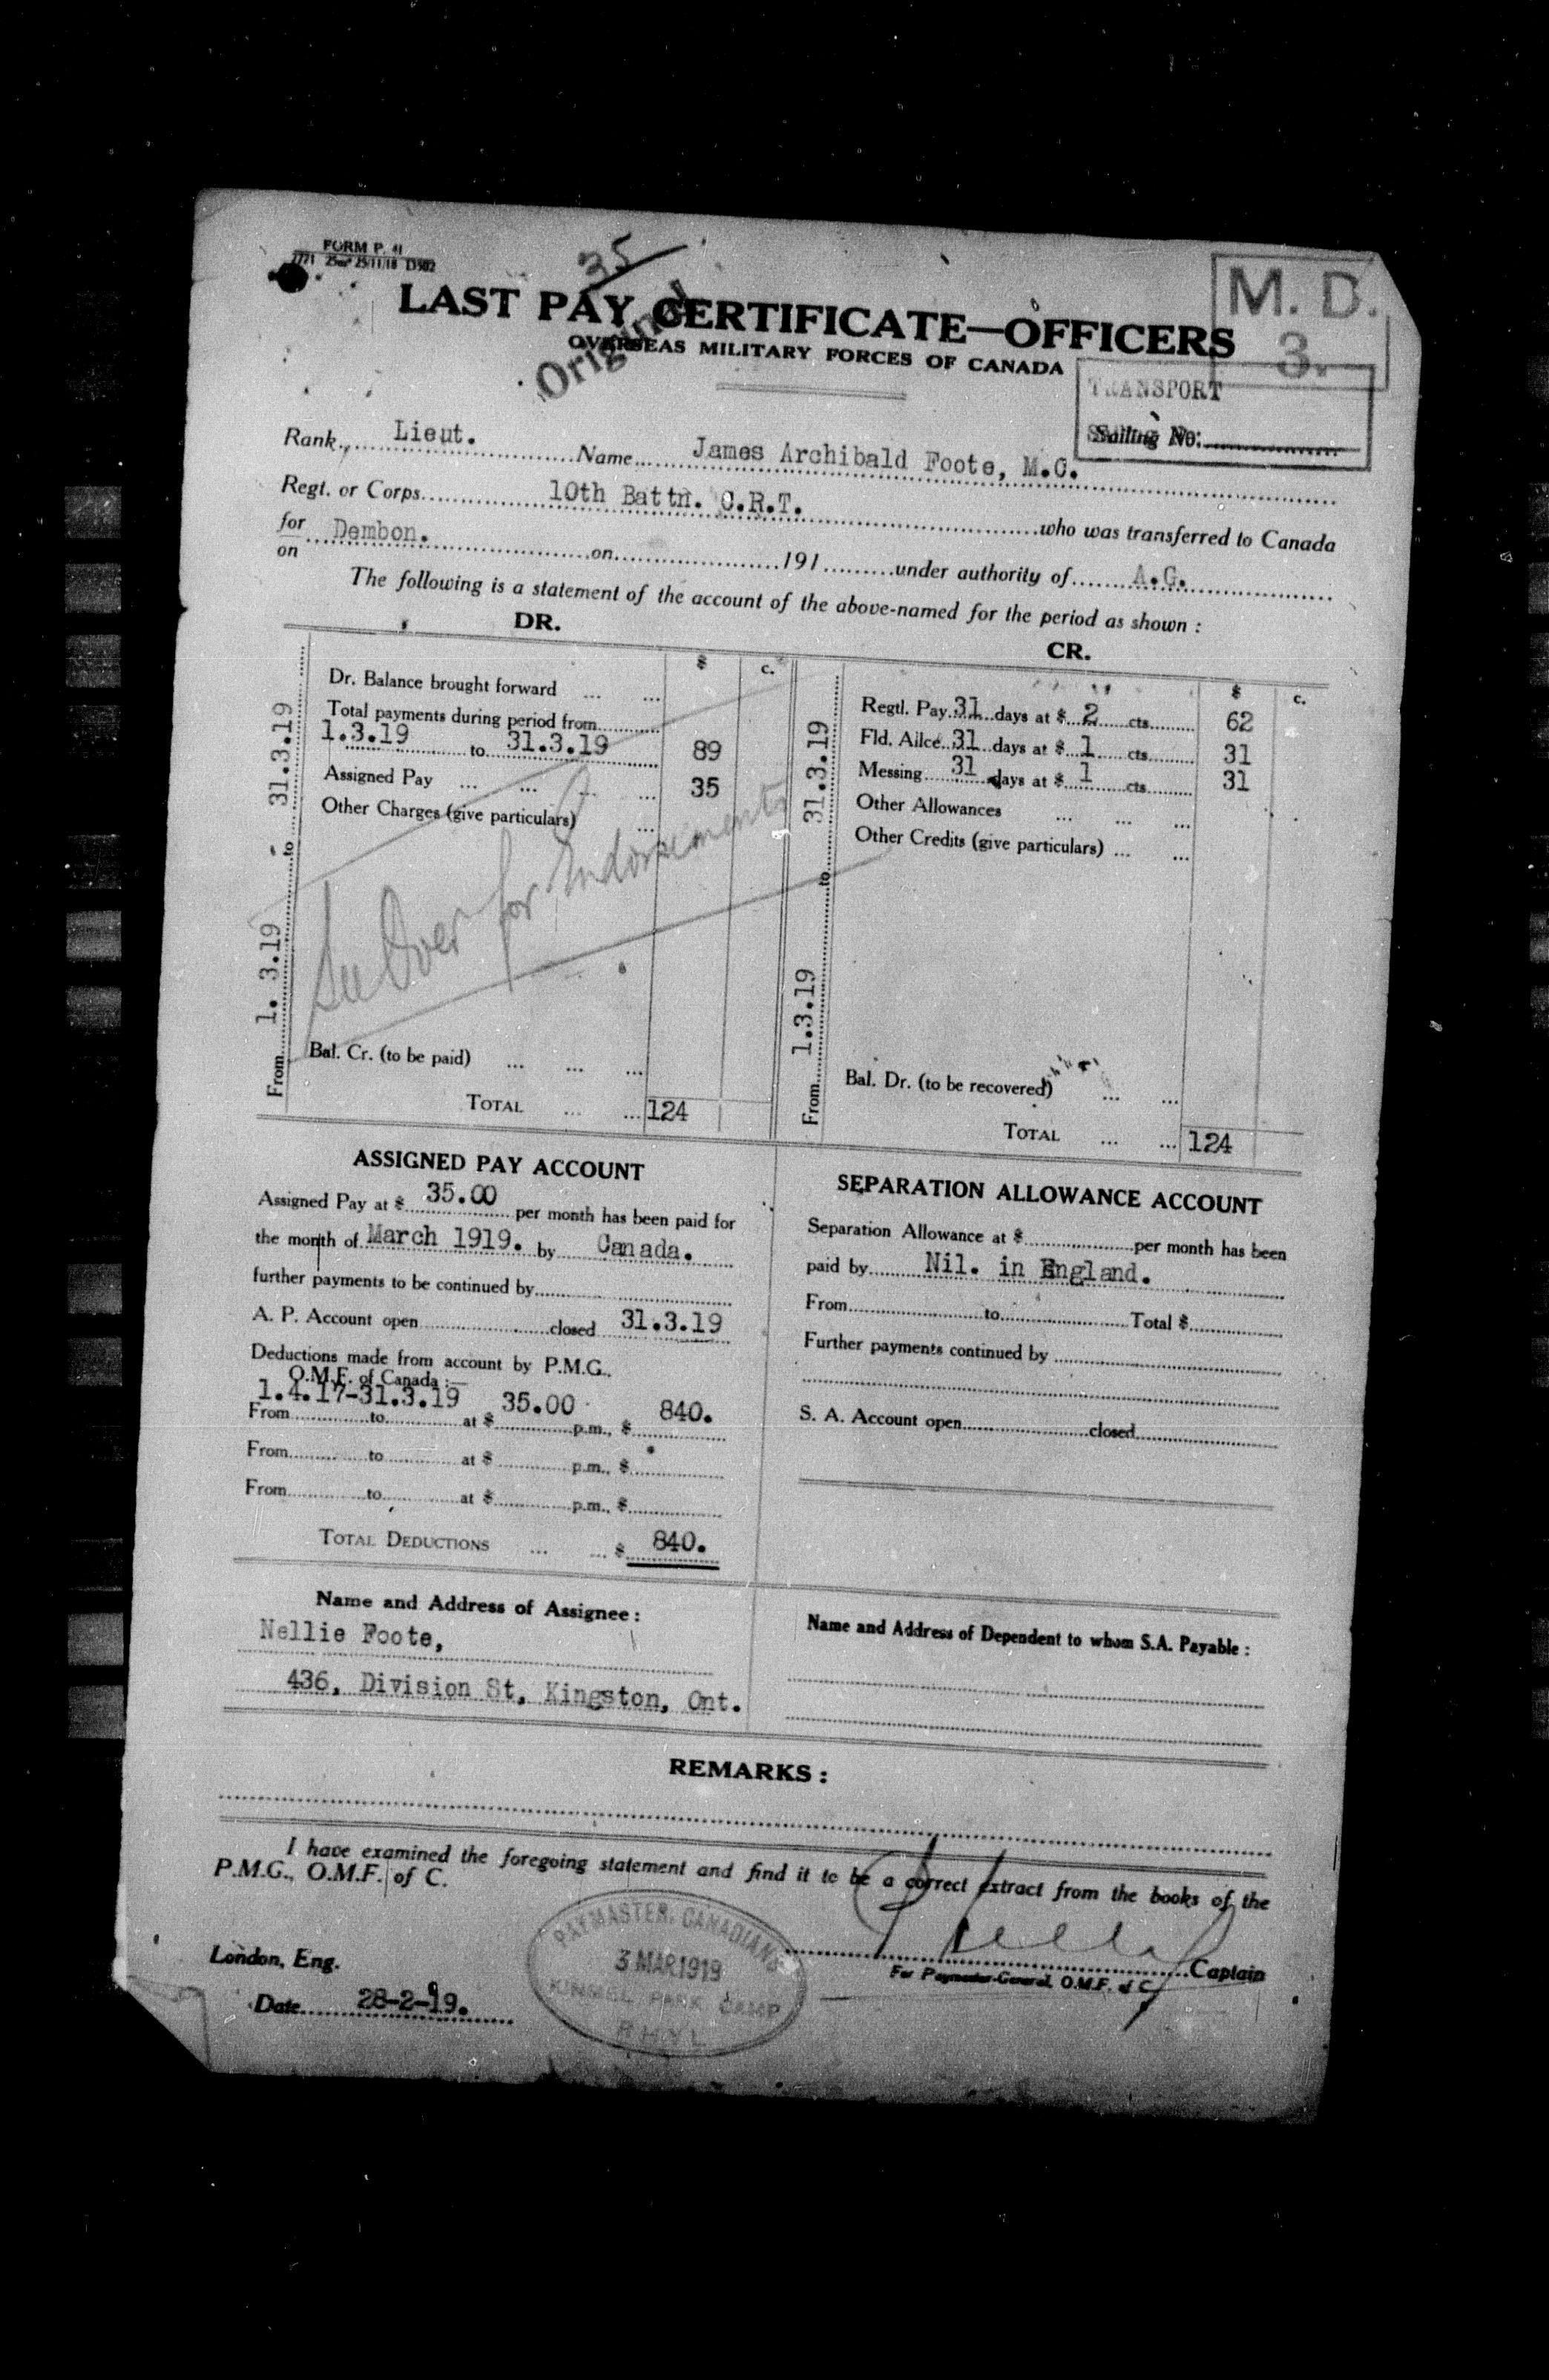 FORM P. 41
35
Original
LAST PAY CERTIFICATE—OFFICERS
OVERSEAS MILITARY FORCES OF CANADA
M. D.
3.
TRANSPORT
Sailing No:
Rank Lieut. Name James Archibald Foote, M.C.
Regt. or Corps 10th Battn. C.R.T. who was transferred to Canada
for
on Dembon. on 191 under authority of A.G.
The following is a statement of the account of the above-named for the period as shown :
DR.
$ c.
From 1. 3.19 to 31.3.19
Dr. Balance brought forward ... ...
Total payments during period from
1.3.19 to 31.3.19 89
Assigned Pay ... ... ... ... 35
Other Charges (give particulars) ...
See Over for Endorsements
Bal. Cr. (to be paid) ... ... ...
TOTAL ... ... 124
CR.
$ c.
From 1.3.19 to 31.3.19
Regtl. Pay 31 days at $ 2 cts. 62
Fld. Allce. 31 days at $ 1 cts. 31
Messing 31 days at $ 1 cts. 31
Other Allowances ... ... ...
Other Credits (give particulars) ... ...
Bal. Dr. (to be recovered) ... ...
TOTAL ... ... 124
ASSIGNED PAY ACCOUNT
Assigned Pay at $ 35.00 per month has been paid for
the month of March 1919. by Canada.
further payments to be continued by
A. P. Account open closed 31.3.19
Deductions made from account by P.M.G.,
O.M.F. of Canada :—
1.4.17-31.3.19 35.00 840.
From to at $ p.m., $
From to at $ p.m., $
From to at $ p.m., $
TOTAL DEDUCTIONS ... ... $ 840.
SEPARATION ALLOWANCE ACCOUNT
Separation Allowance at $ per month has been
paid by Nil. in England.
From to Total $
Further payments continued by
S. A. Account open closed
Name and Address of Assignee :
Nellie Foote,
436, Division St, Kingston, Ont.
Name and Address of Dependent to whom S.A. Payable :
REMARKS :
I have examined the foregoing statement and find it to be a correct extract from the books of the
P.M.G., O.M.F. of C.
Captain
For Paymaster-General, O.M.F. of C.
London, Eng.
Date 28-2-19.
PAYMASTER. CANADIANS
3 MAR 1919
KINMEL PARK CAMP
RHYL